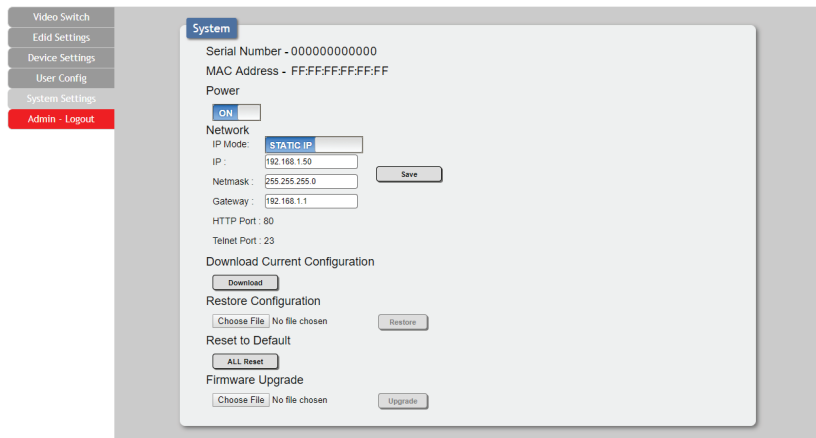 Video Switch
Edid Settings
Device Settings
User Config
System Settings
Admin - Logout
System
Serial Number - 000000000000
MAC Address - FF:FF:FF:FF:FF:FF
Power
ON
Network
IP Mode: STATIC IP
IP : 192.168.1.50
Save
Netmask : 255.255.255.0
Gateway : 192.168.1.1
HTTP Port : 80
Telnet Port : 23
Download Current Configuration
Download
Restore Configuration
Choose File No file chosen Restore
Reset to Default
ALL Reset
Firmware Upgrade
Choose File No file chosen Upgrade